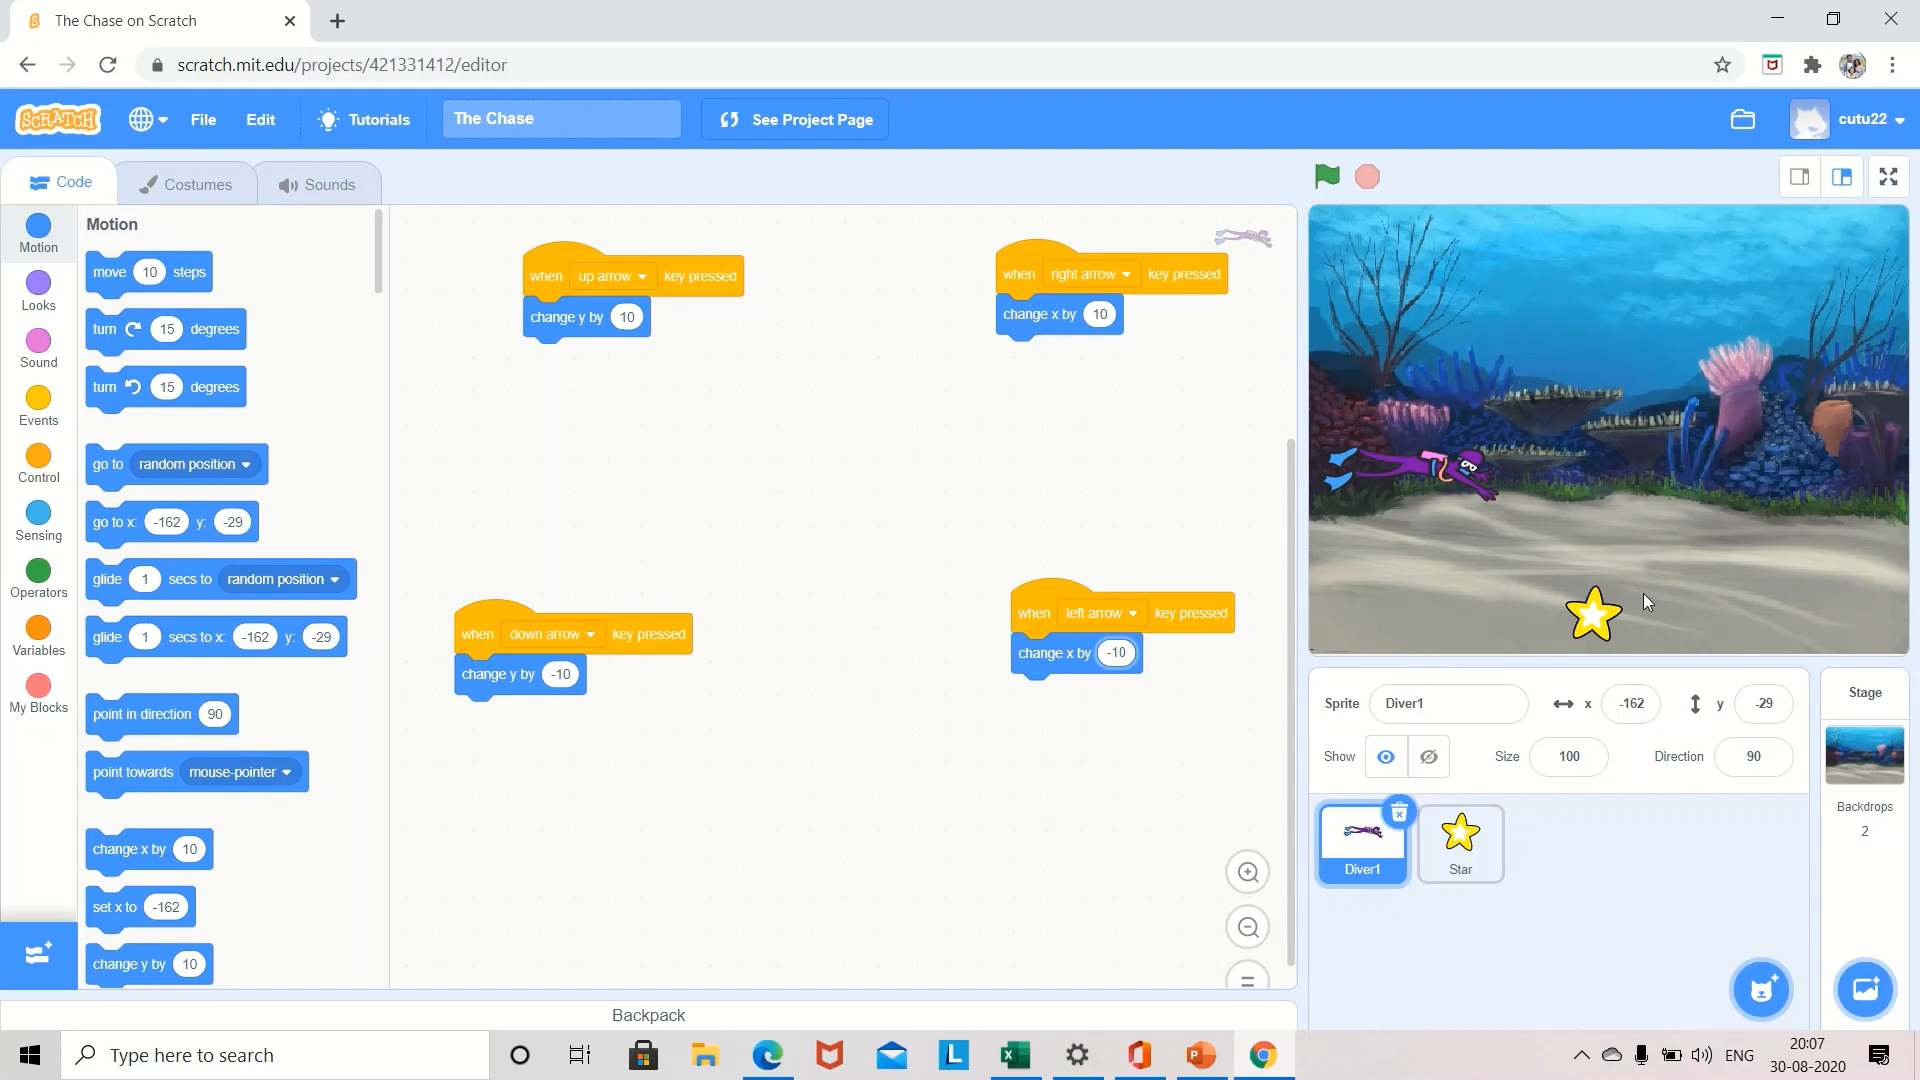 The Chase on Scratch
scratch.mit.edu/projects/421331412/editor
SCRATCH
File
Edit
Tutorials
The Chase
See Project Page
cutu22
Code
Costumes
Sounds
Motion
Looks
Sound
Events
Control
Sensing
Operators
Variables
My Blocks
Motion
move 10 steps
turn 15 degrees
turn 15 degrees
go to random position
go to x: -162 y: -29
glide 1 secs to random position
glide 1 secs to x: -162 y: -29
point in direction 90
point towards mouse-pointer
change x by 10
set x to -162
change y by 10
when up arrow key pressed
change y by 10
when right arrow key pressed
change x by 10
when down arrow key pressed
change y by -10
when left arrow key pressed
change x by -10
Sprite Diver1 x -162 y -29
Show Size 100 Direction 90
Diver1
Star
Stage
Backdrops
2
Backpack
Type here to search
ENG
20:07
30-08-2020